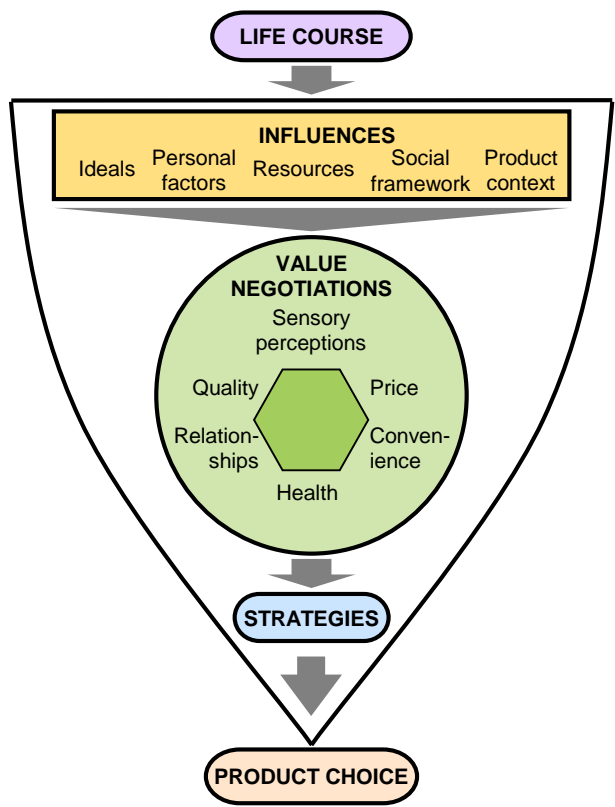 LIFE COURSE
INFLUENCES
Ideals
Personal
factors
Resources
Social
framework
Product
context
VALUE
NEGOTIATIONS
Sensory
perceptions
Quality
Price
Relation-
ships
Conven-
ience
Health
STRATEGIES
PRODUCT CHOICE